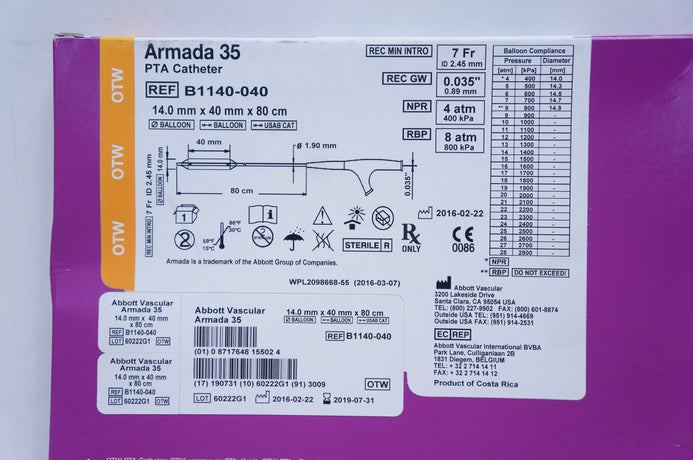 OTW
OTW
OTW
Armada 35
PTA Catheter
REF B1140-040
14.0 mm x 40 mm x 80 cm
Ø BALLOON BALLOON USAB CAT
REC MIN INTRO 7 Fr
ID 2.45 mm
REC GW 0.035"
0.89 mm
NPR 4 atm
400 kPa
RBP 8 atm
800 kPa
Balloon Compliance
Pressure Diameter
[atm] [kPa] [mm]
* 4 400 14.0
5 500 14.3
6 600 14.5
7 700 14.7
** 8 800 14.9
9 900 -
10 1000 -
11 1100 -
12 1200 -
13 1300 -
14 1400 -
15 1500 -
16 1600 -
17 1700 -
18 1800 -
19 1900 -
20 2000 -
21 2100 -
22 2200 -
23 2300 -
24 2400 -
25 2500 -
26 2600 -
27 2700 -
28 2800 -
* NPR
** RBP DO NOT EXCEED!
REC MIN INTRO 7 Fr ID 2.45 mm
Ø BALLOON 14.0 mm
40 mm
ø 1.90 mm
80 cm
0.035"
1
2
59°F
15°C
86°F
30°C
i
2
STERILE R
2016-02-22
Rx
ONLY
CE
0086
Armada is a trademark of the Abbott Group of Companies.
WPL2098668-55 (2016-03-07)
Abbott Vascular
3200 Lakeside Drive
Santa Clara, CA 95054 USA
TEL: (800) 227-9902 FAX: (800) 601-8874
Outside USA TEL: (951) 914-4669
Outside USA FAX: (951) 914-2531
EC REP
Abbott Vascular International BVBA
Park Lane, Culliganlaan 2B
1831 Diegem, BELGIUM
TEL: + 32 2 714 14 11
FAX: + 32 2 714 14 12
Product of Costa Rica
Abbott Vascular
Armada 35
14.0 mm x 40 mm
x 80 cm
REF B1140-040
LOT 60222G1 OTW
Abbott Vascular
Armada 35
14.0 mm x 40 mm
x 80 cm
REF B1140-040
LOT 60222G1 OTW
Abbott Vascular
Armada 35
14.0 mm x 40 mm x 80 cm
Ø BALLOON BALLOON USAB CAT
REF B1140-040
(01) 0 8717648 15502 4
(17) 190731 (10) 60222G1 (91) 3009
OTW
LOT 60222G1 2016-02-22 2019-07-31